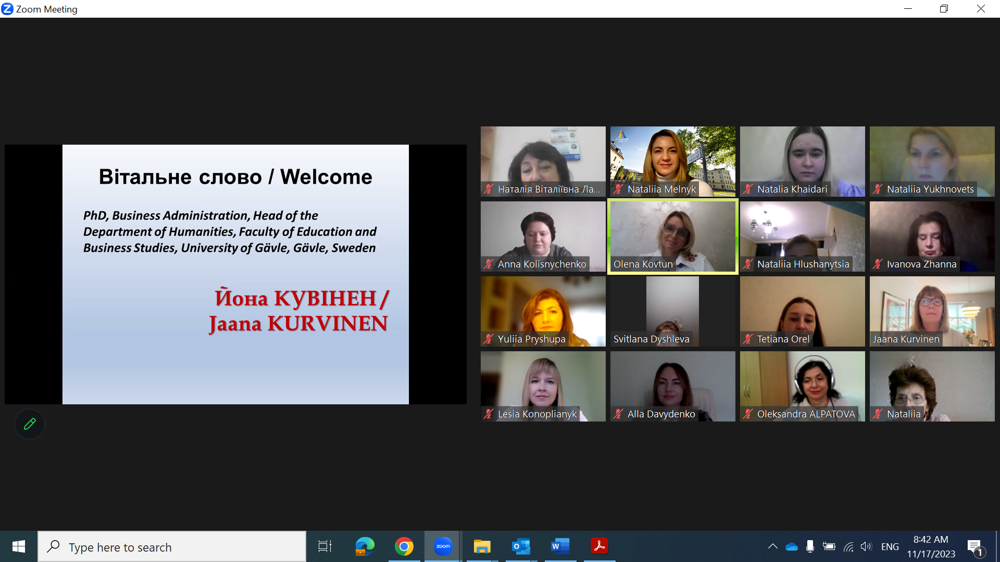 Zoom Meeting
Вітальне слово / Welcome
PhD, Business Administration, Head of the
Department of Humanities, Faculty of Education and
Business Studies, University of Gävle, Gävle, Sweden
Йона КУВІНЕН /
Jaana KURVINEN
Наталія Віталіївна Ла...
Nataliia Melnyk
Natalia Khaidari
Nataliia Yukhnovets
Anna Kolisnychenko
Olena Kovtun
Nataliia Hlushanytsia
Ivanova Zhanna
Yuliia Pryshupa
Svitlana Dyshleva
Tetiana Orel
Jaana Kurvinen
Lesia Konoplianyk
Alla Davydenko
Oleksandra ALPATOVA
Nataliia
Type here to search
zoom
ENG
8:42 AM
11/17/2023
1